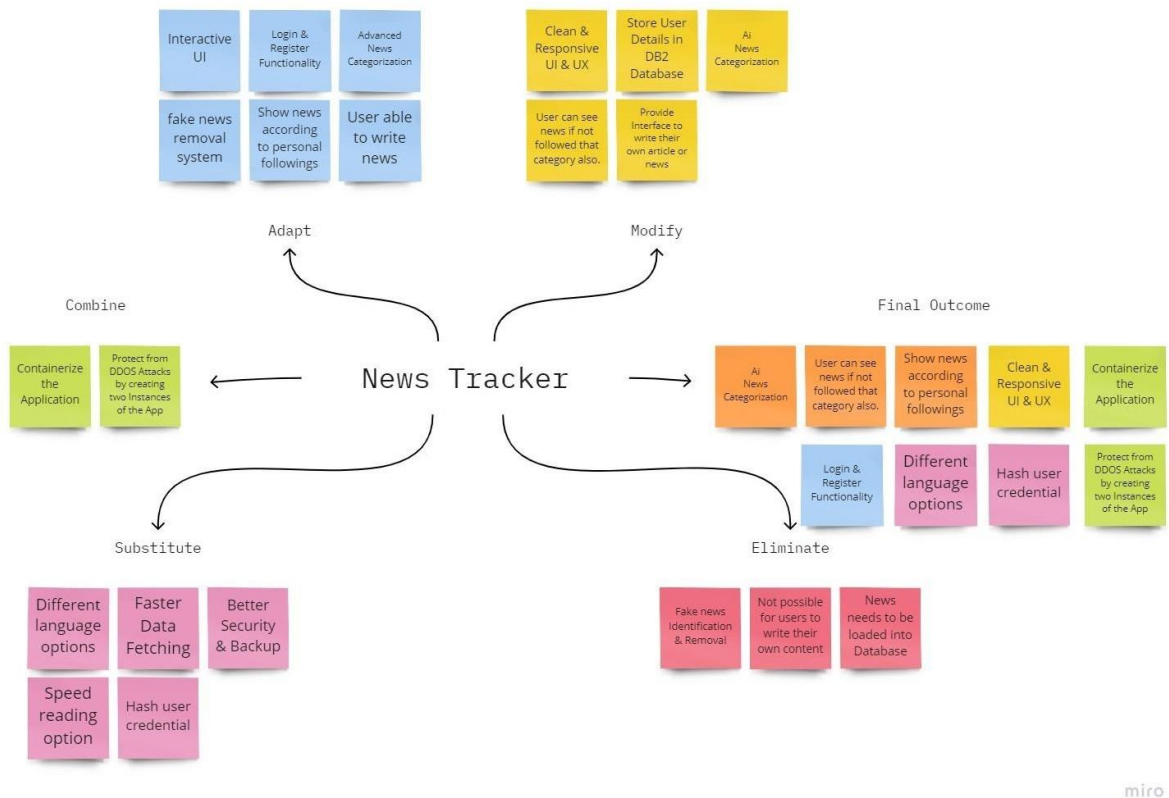 Interactive
UI
Login &
Register
Functionality
Advanced
News
Categorization
fake news
removal
system
Show news
according
to personal
followings
User able
to write
news
Adapt
Clean &
Responsive
UI & UX
Store User
Details in
DB2
Database
Ai
News
Categorization
User can see
news if not
followed that
category also.
Provide
Interface to
write their
own article or
news
Modify
Combine
Containerize
the
Application
Protect from
DDOS Attacks
by creating
two Instances
of the App
News Tracker
Final Outcome
Ai
News
Categorization
User can see
news if not
followed that
category also.
Show news
according
to personal
followings
Clean &
Responsive
UI & UX
Containerize
the
Application
Login &
Register
Functionality
Different
language
options
Hash user
credential
Protect from
DDOS Attacks
by creating
two Instances
of the App
Substitute
Different
language
options
Faster
Data
Fetching
Better
Security
& Backup
Speed
reading
option
Hash user
credential
Eliminate
Fake news
Identification
& Removal
Not possible
for users to
write their
own content
News
needs to be
loaded into
Database
miro